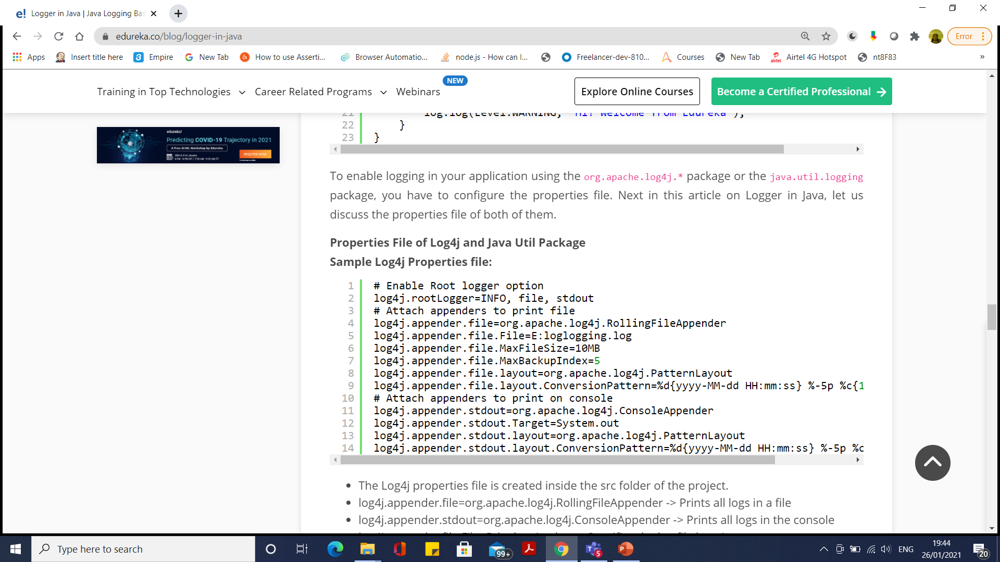 e! Logger in Java | Java Logging Bas
edureka.co/blog/logger-in-java
Error
Apps Insert title here Empire New Tab How to use Asserti... Browser Automatio... node.js - How can I... Freelancer-dev-810... Courses New Tab Airtel 4G Hotspot nt8F83 »
NEW
Training in Top Technologies Career Related Programs Webinars Explore Online Courses Become a Certified Professional
edureka!
Predicting COVID-19 Trajectory in 2021
A Free AI-ML Workshop by Edureka
REGISTER NOW
21 log.log(Level.WARNING, "Hi! Welcome from Edureka");
22 }
23 }
To enable logging in your application using the org.apache.log4j.* package or the java.util.logging
package, you have to configure the properties file. Next in this article on Logger in Java, let us
discuss the properties file of both of them.
Properties File of Log4j and Java Util Package
Sample Log4j Properties file:
1 # Enable Root logger option
2 log4j.rootLogger=INFO, file, stdout
3 # Attach appenders to print file
4 log4j.appender.file=org.apache.log4j.RollingFileAppender
5 log4j.appender.file.File=E:loglogging.log
6 log4j.appender.file.MaxFileSize=10MB
7 log4j.appender.file.MaxBackupIndex=5
8 log4j.appender.file.layout=org.apache.log4j.PatternLayout
9 log4j.appender.file.layout.ConversionPattern=%d{yyyy-MM-dd HH:mm:ss} %-5p %c{1
10 # Attach appenders to print on console
11 log4j.appender.stdout=org.apache.log4j.ConsoleAppender
12 log4j.appender.stdout.Target=System.out
13 log4j.appender.stdout.layout=org.apache.log4j.PatternLayout
14 log4j.appender.stdout.layout.ConversionPattern=%d{yyyy-MM-dd HH:mm:ss} %-5p %c
• The Log4j properties file is created inside the src folder of the project.
• log4j.appender.file=org.apache.log4j.RollingFileAppender -> Prints all logs in a file
• log4j.appender.stdout=org.apache.log4j.ConsoleAppender -> Prints all logs in the console
Type here to search
99+
5
ENG
19:44
26/01/2021
20